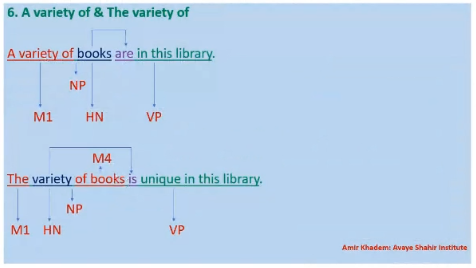 6. A variety of & The variety of
A variety of books are in this library.
NP
M1 HN VP
M4
The variety of books is unique in this library.
NP
M1 HN VP
Amir Khadem: Avaye Shahir Institute